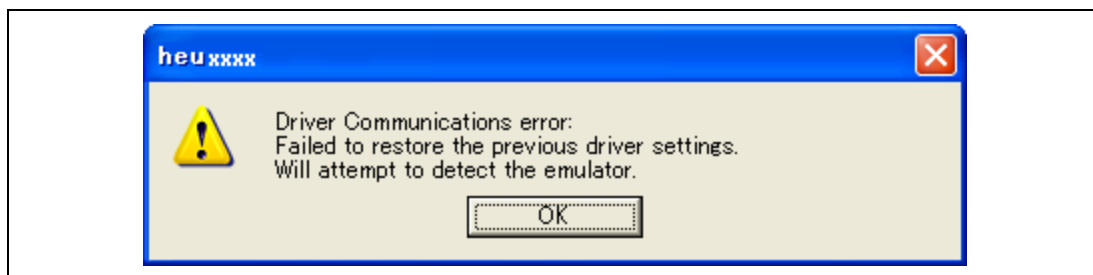 heuxxxx
Driver Communications error:
Failed to restore the previous driver settings.
Will attempt to detect the emulator.
OK